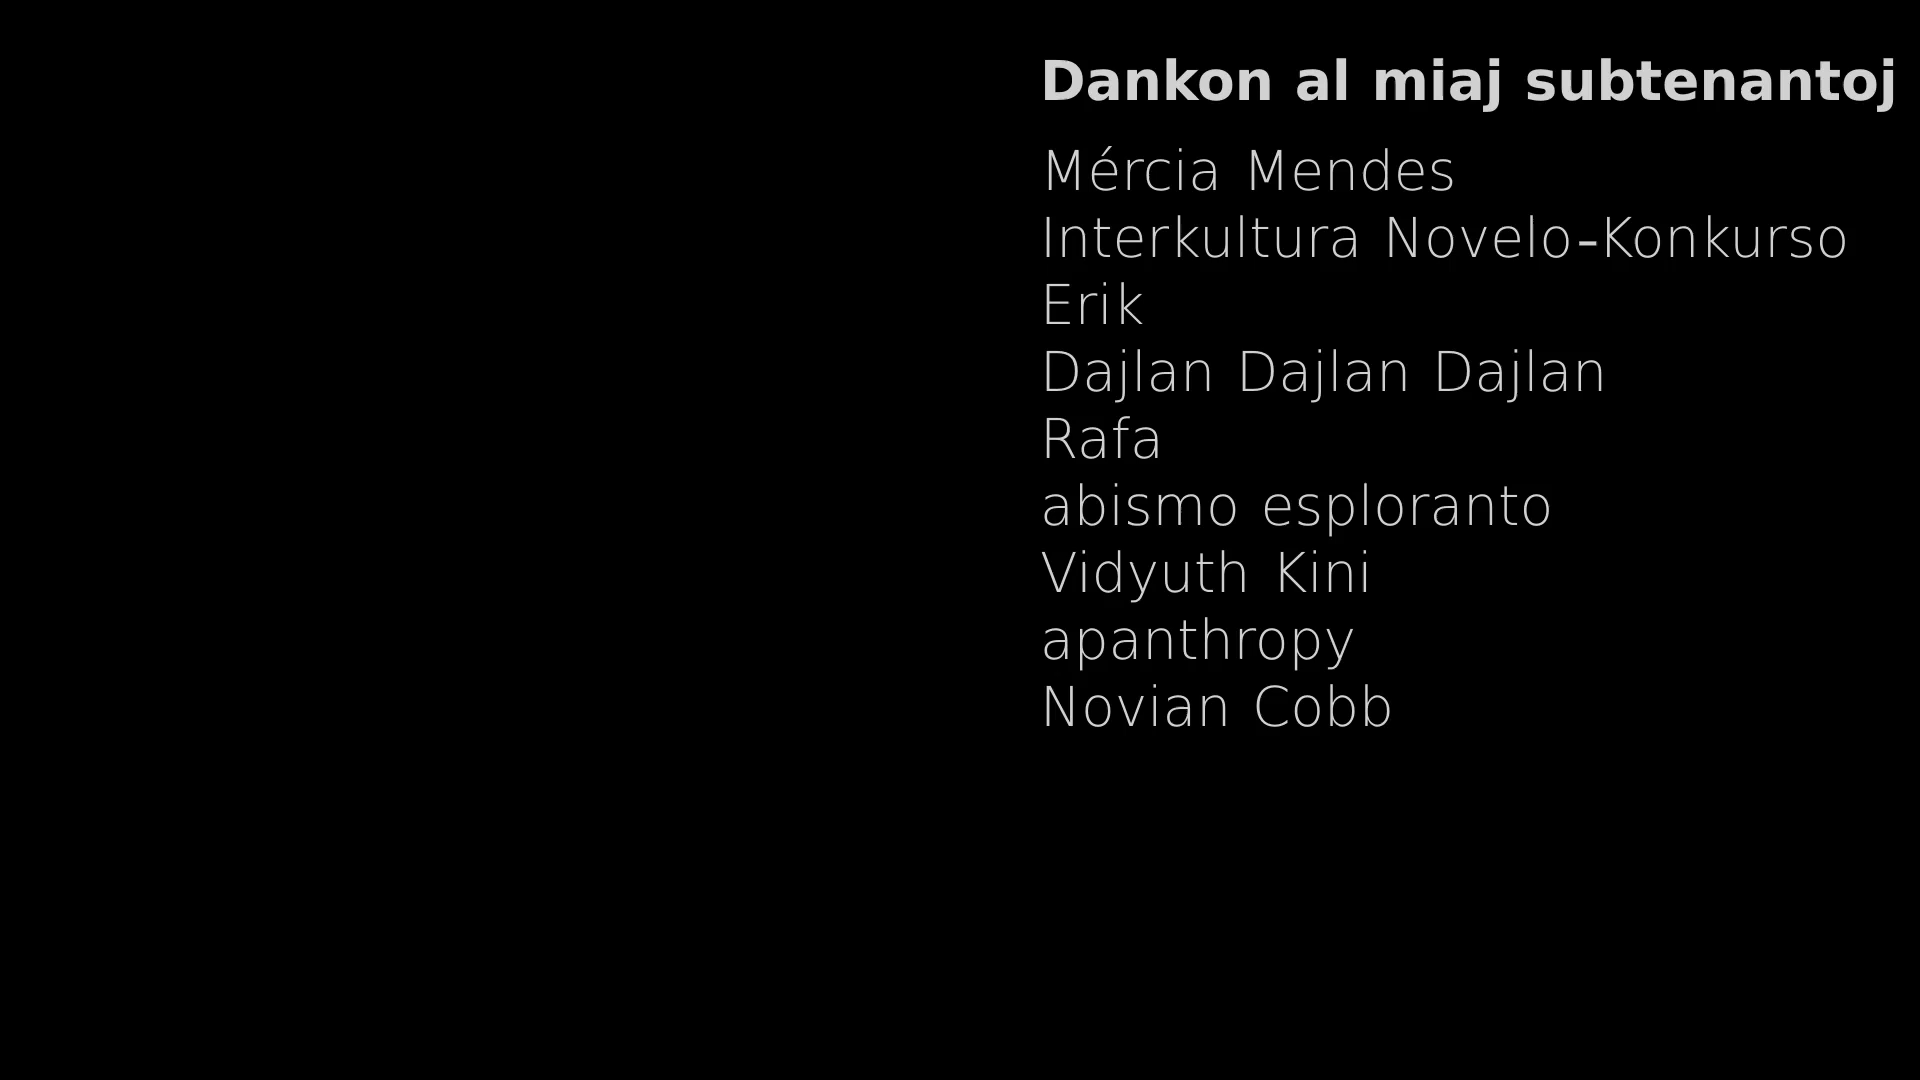 Dankon al miaj subtenantoj
Mércia Mendes
Interkultura Novelo-Konkurso
Erik
Dajlan Dajlan Dajlan
Rafa
abismo esploranto
Vidyuth Kini
apanthropy
Novian Cobb